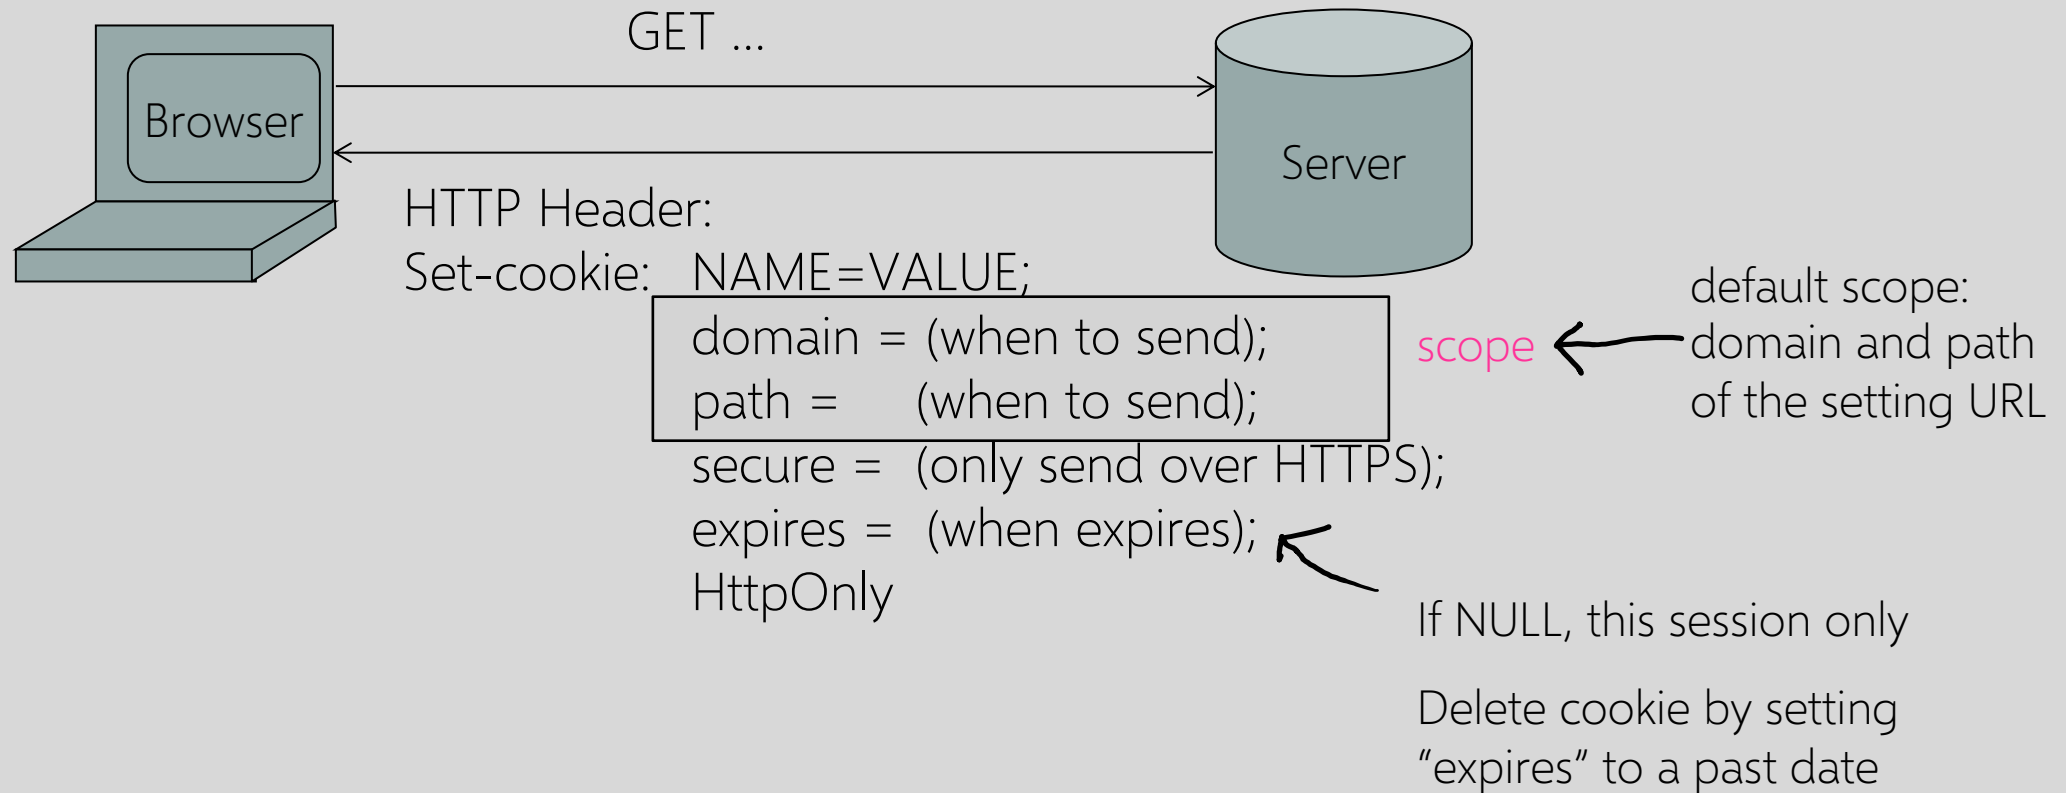 GET ...
Browser
Server
HTTP Header:
Set-cookie: NAME=VALUE;
domain = (when to send);
path = (when to send);
secure = (only send over HTTPS);
expires = (when expires);
HttpOnly
scope
default scope:
domain and path
of the setting URL
If NULL, this session only
Delete cookie by setting
“expires” to a past date